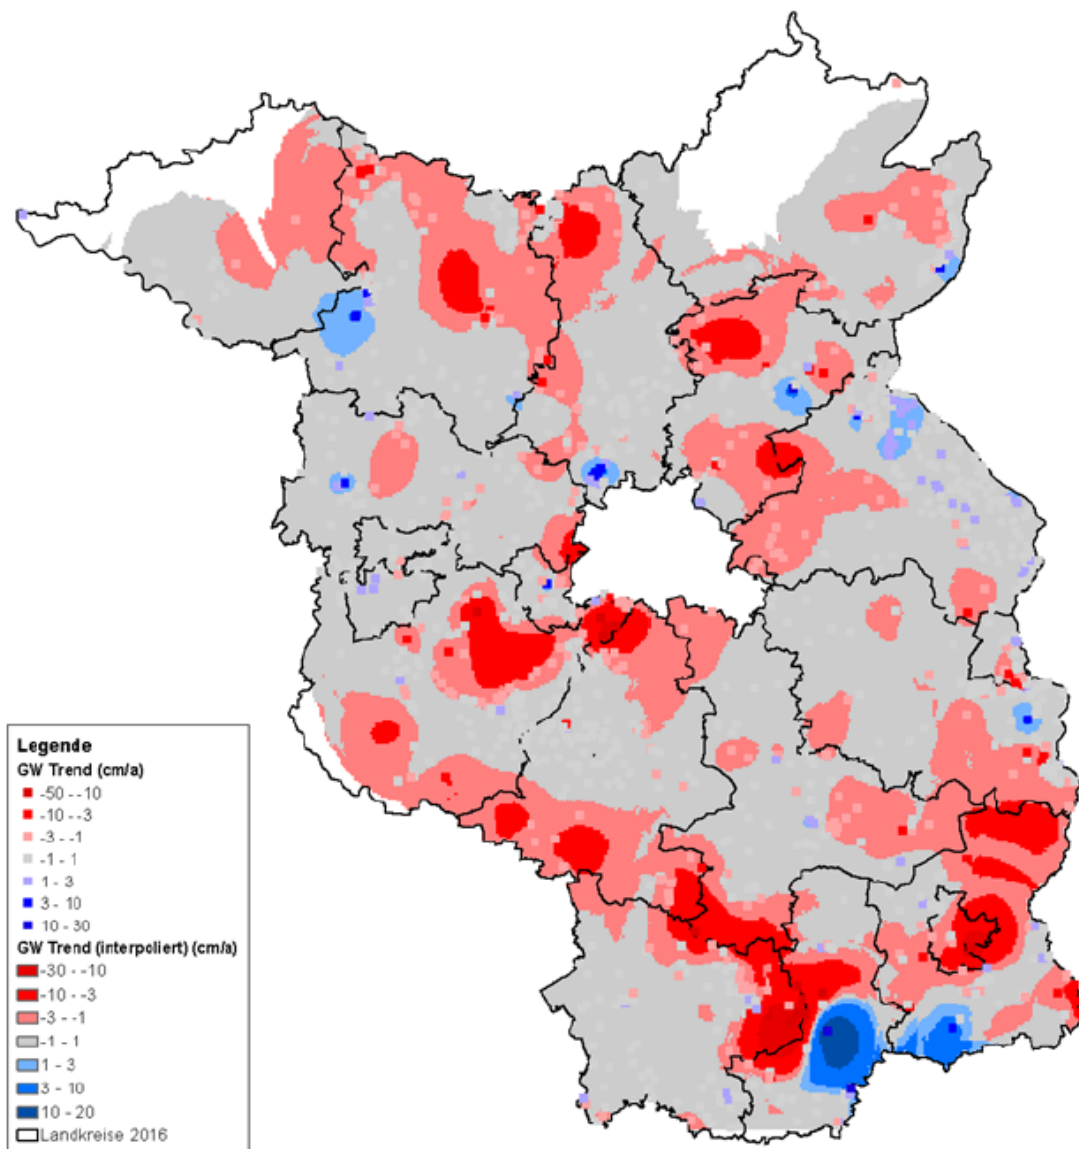 Legende
GW Trend (cm/a)
-50 - -10
-10 - -3
-3 - -1
-1 - 1
1 - 3
3 - 10
10 - 30
GW Trend (interpoliert) (cm/a)
-30 - -10
-10 - -3
-3 - -1
-1 - 1
1 - 3
3 - 10
10 - 20
Landkreise 2016